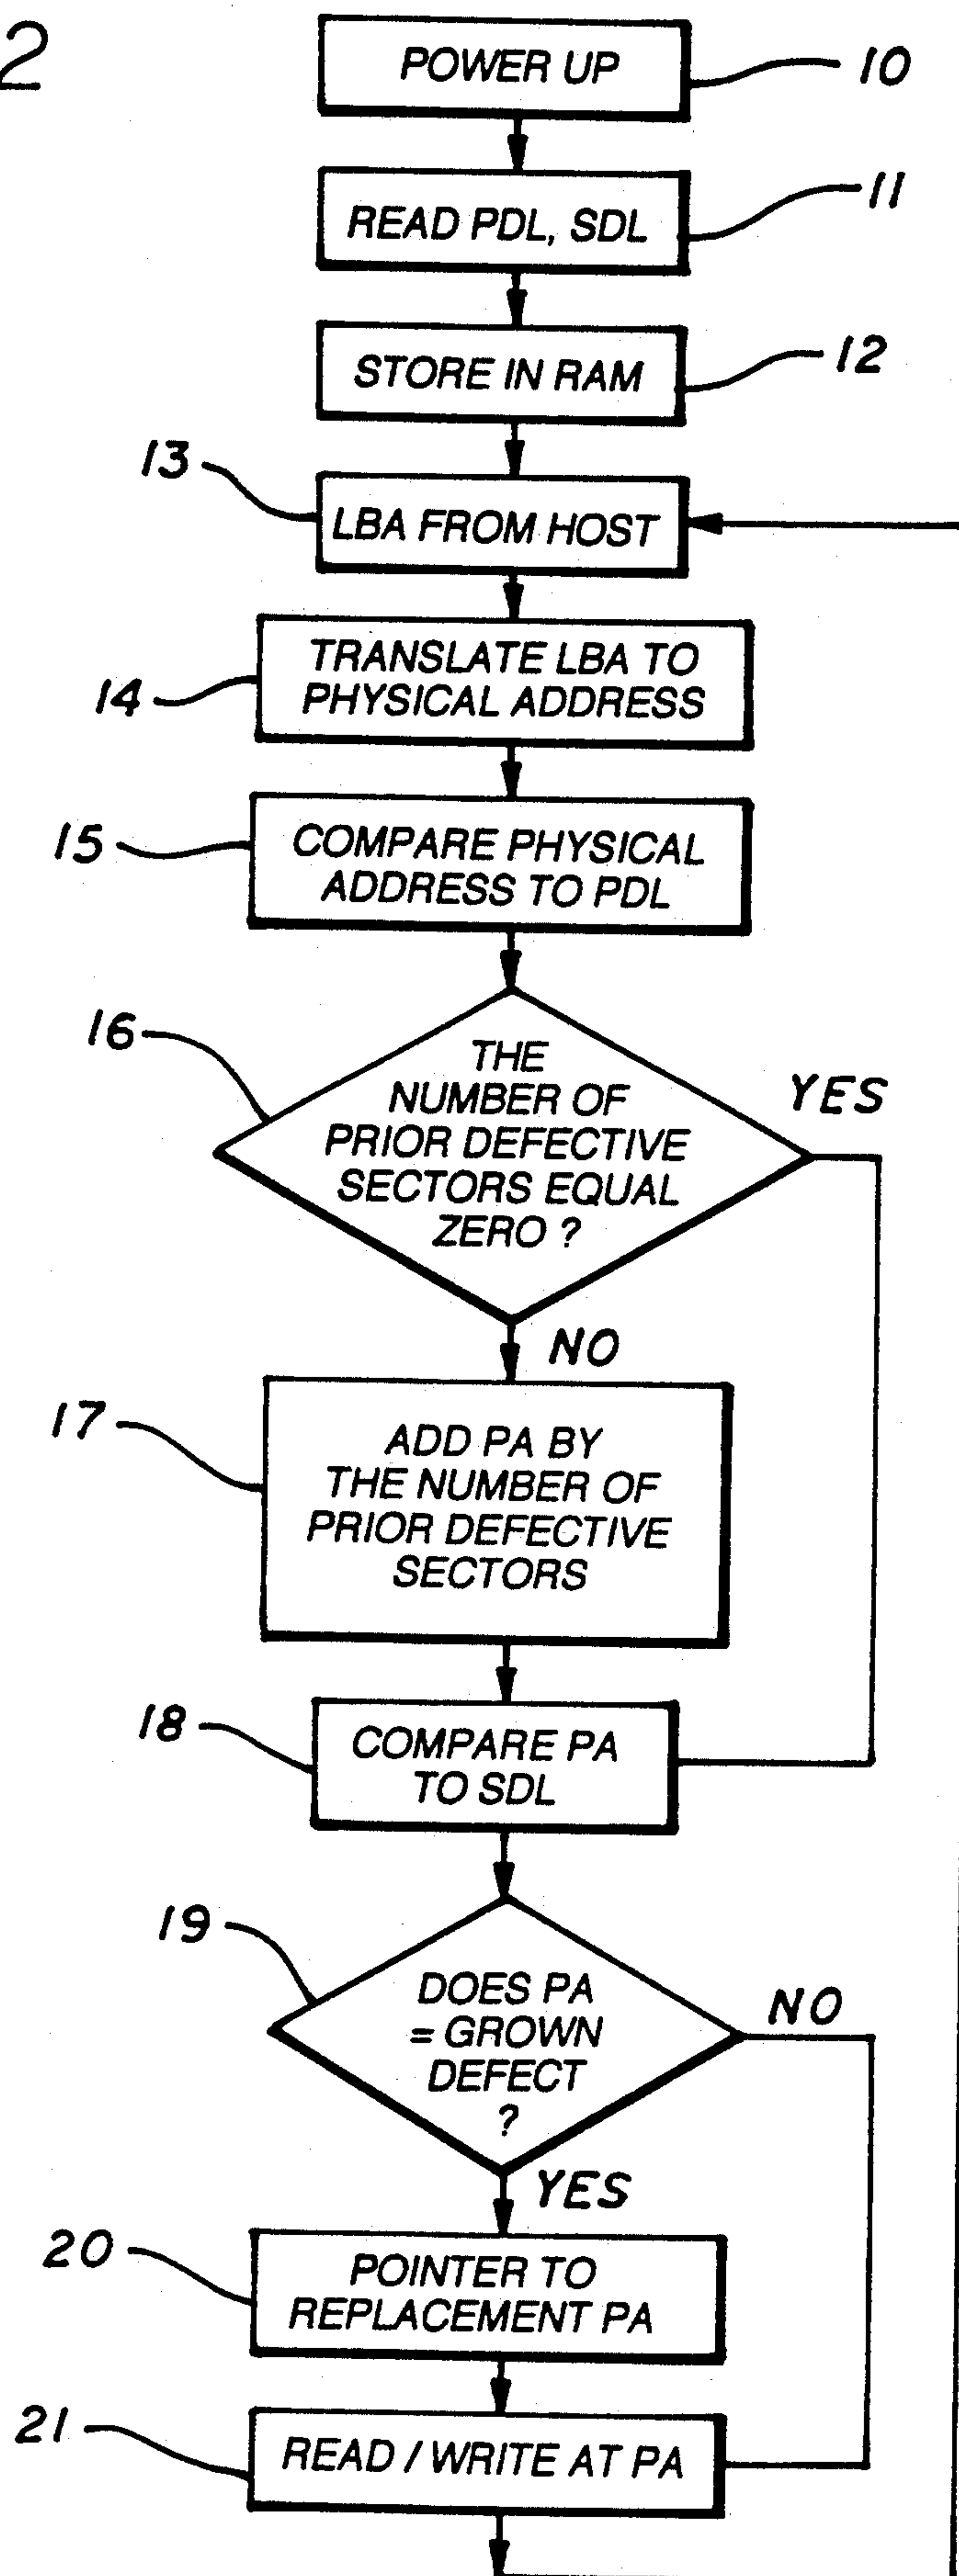 2
POWER UP
10
READ PDL, SDL
11
STORE IN RAM
12
13
LBA FROM HOST
14
TRANSLATE LBA TO
PHYSICAL ADDRESS
15
COMPARE PHYSICAL
ADDRESS TO PDL
16
THE
NUMBER OF
PRIOR DEFECTIVE
SECTORS EQUAL
ZERO ?
YES
NO
17
ADD PA BY
THE NUMBER OF
PRIOR DEFECTIVE
SECTORS
18
COMPARE PA
TO SDL
19
DOES PA
= GROWN
DEFECT
?
NO
YES
20
POINTER TO
REPLACEMENT PA
21
READ / WRITE AT PA